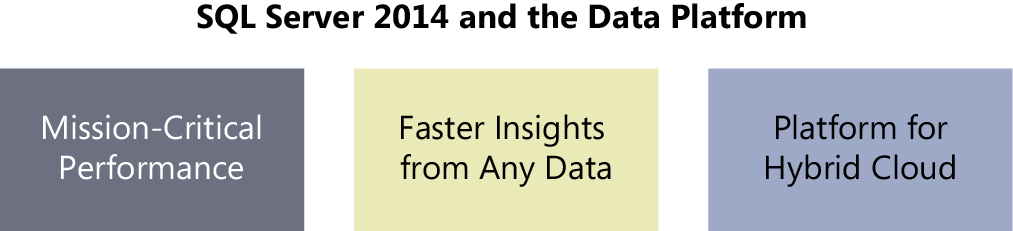 SQL Server 2014 and the Data Platform
Mission-Critical
Performance
Faster Insights
from Any Data
Platform for
Hybrid Cloud